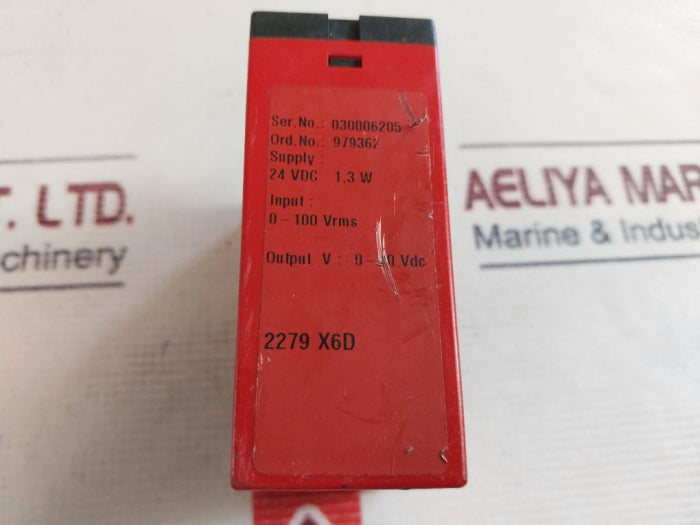 Ser.No.: 030006205
Ord.No.: 979362
Supply :
24 VDC 1.3 W
Input :
0 – 100 Vrms
Output V : 0 – Vdc
2279 X6D
T. LTD.
chinery
AELIYA MAR
Marine & Indus